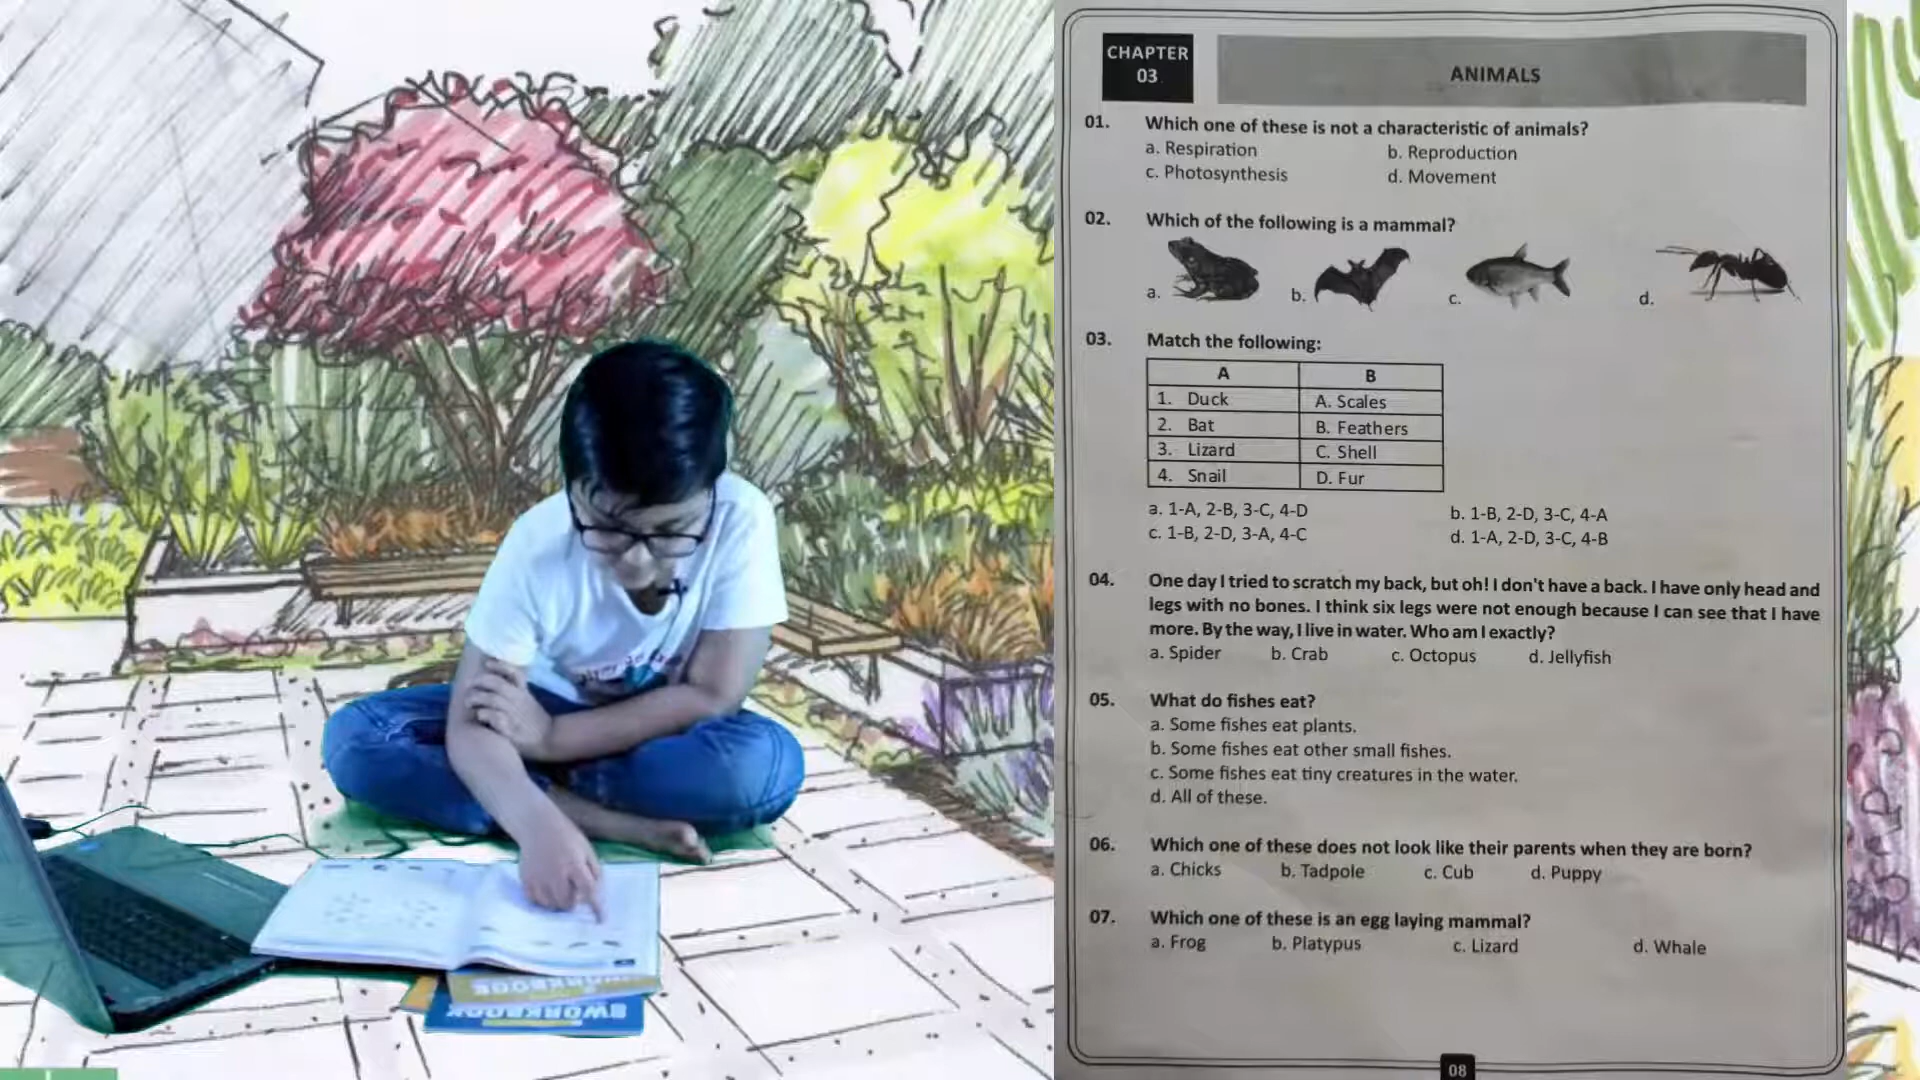 CHAPTER
03
ANIMALS
01. Which one of these is not a characteristic of animals?
a. Respiration b. Reproduction
c. Photosynthesis d. Movement
02. Which of the following is a mammal?
a. b. c. d.
03. Match the following:
A B
1. Duck A. Scales
2. Bat B. Feathers
3. Lizard C. Shell
4. Snail D. Fur
a. 1-A, 2-B, 3-C, 4-D b. 1-B, 2-D, 3-C, 4-A
c. 1-B, 2-D, 3-A, 4-C d. 1-A, 2-D, 3-C, 4-B
04. One day I tried to scratch my back, but oh! I don't have a back. I have only head and
legs with no bones. I think six legs were not enough because I can see that I have
more. By the way, I live in water. Who am I exactly?
a. Spider b. Crab c. Octopus d. Jellyfish
05. What do fishes eat?
a. Some fishes eat plants.
b. Some fishes eat other small fishes.
c. Some fishes eat tiny creatures in the water.
d. All of these.
06. Which one of these does not look like their parents when they are born?
a. Chicks b. Tadpole c. Cub d. Puppy
07. Which one of these is an egg laying mammal?
a. Frog b. Platypus c. Lizard d. Whale
08
WORKBOOK
WORKBOOK